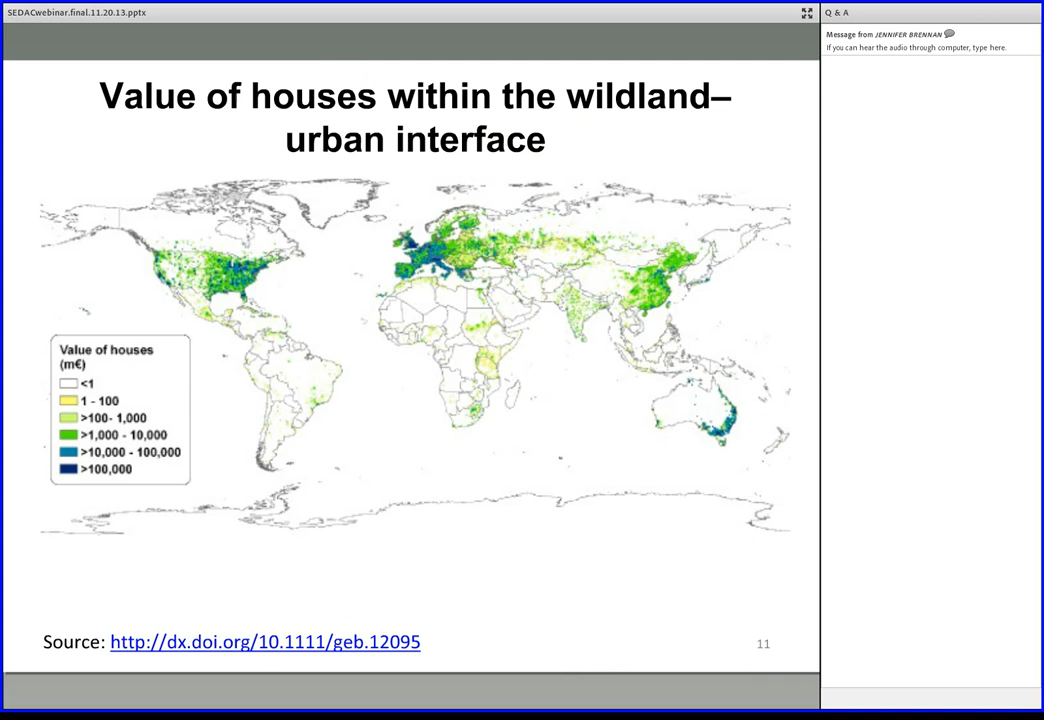 SEDACwebinar.final.11.20.13.pptx
Q & A
Message from JENNIFER BRENNAN
If you can hear the audio through computer, type here.
Value of houses within the wildland–
urban interface
Value of houses
(m€)
<1
1 - 100
>100- 1,000
>1,000 - 10,000
>10,000 - 100,000
>100,000
Source: http://dx.doi.org/10.1111/geb.12095
11